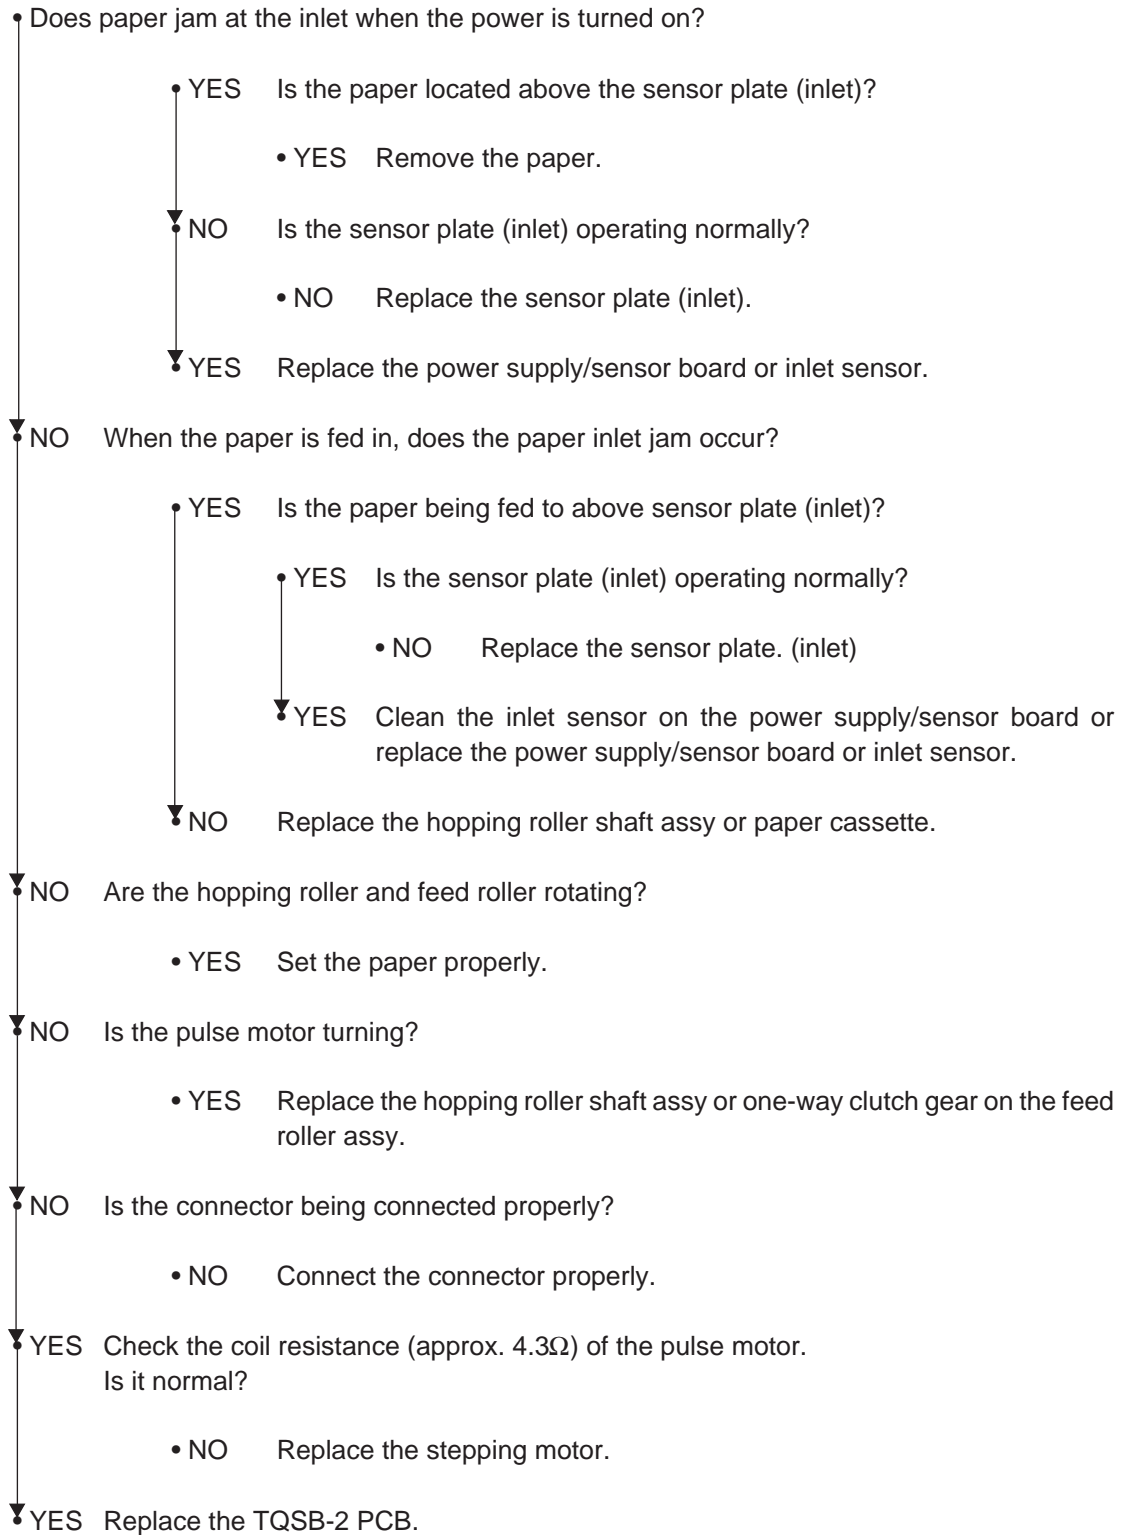 • Does paper jam at the inlet when the power is turned on?
• YES Is the paper located above the sensor plate (inlet)?
• YES Remove the paper.
• NO Is the sensor plate (inlet) operating normally?
• NO Replace the sensor plate (inlet).
• YES Replace the power supply/sensor board or inlet sensor.
• NO When the paper is fed in, does the paper inlet jam occur?
• YES Is the paper being fed to above sensor plate (inlet)?
• YES Is the sensor plate (inlet) operating normally?
• NO Replace the sensor plate. (inlet)
• YES Clean the inlet sensor on the power supply/sensor board or
replace the power supply/sensor board or inlet sensor.
• NO Replace the hopping roller shaft assy or paper cassette.
• NO Are the hopping roller and feed roller rotating?
• YES Set the paper properly.
• NO Is the pulse motor turning?
• YES Replace the hopping roller shaft assy or one-way clutch gear on the feed
roller assy.
• NO Is the connector being connected properly?
• NO Connect the connector properly.
• YES Check the coil resistance (approx. 4.3Ω) of the pulse motor.
Is it normal?
• NO Replace the stepping motor.
• YES Replace the TQSB-2 PCB.